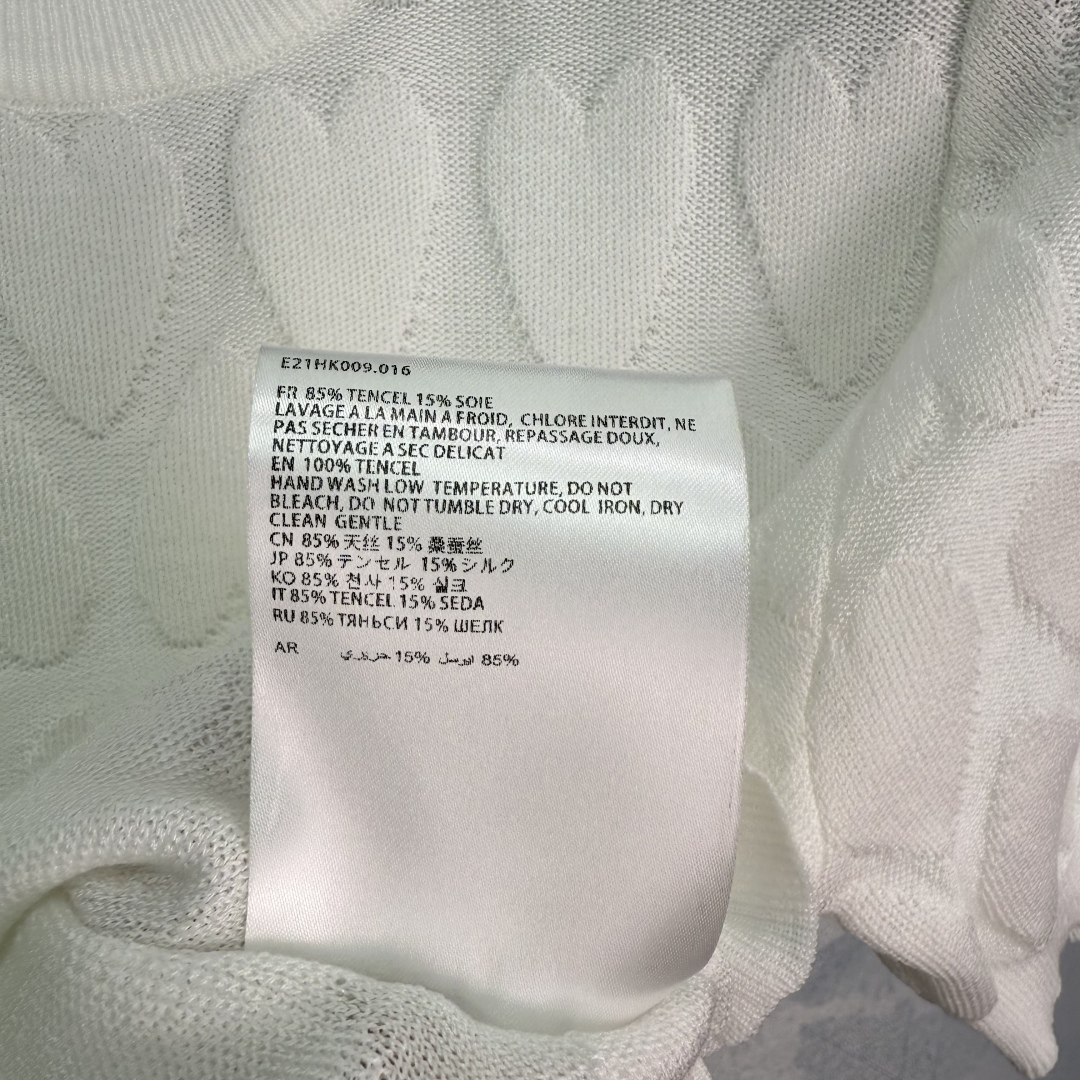 E21HK009.016
FR 85% TENCEL 15% SOIE
LAVAGE A LA MAIN A FROID, CHLORE INTERDIT, NE
PAS SECHER EN TAMBOUR, REPASSAGE DOUX,
NETTOYAGE A SEC DELICAT
EN 100% TENCEL
HAND WASH LOW TEMPERATURE, DO NOT
BLEACH, DO NOT TUMBLE DRY, COOL IRON, DRY
CLEAN GENTLE
CN 85% 天丝 15% 桑蚕丝
JP 85% テンセル 15% シルク
KO 85% 천사 15% 실크
IT 85% TENCEL 15% SEDA
RU 85% ТЯНЬСИ 15% ШЕЛК
AR 15% 85%